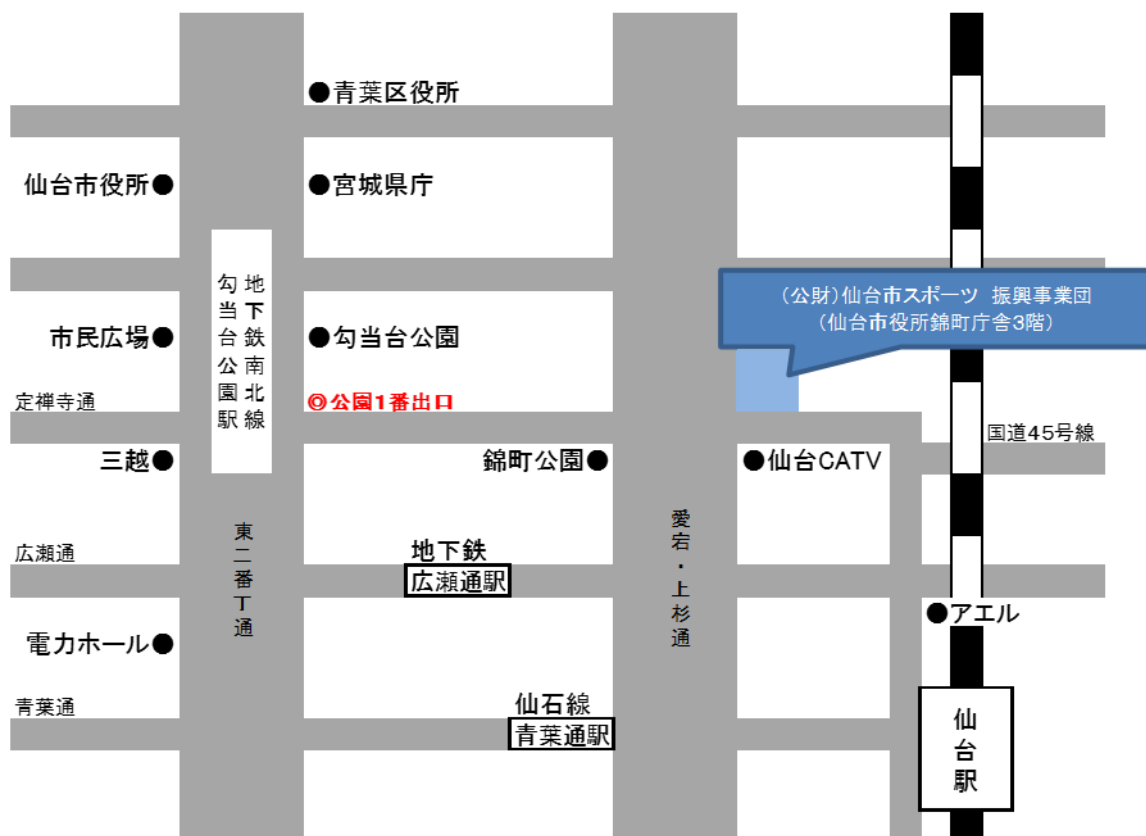 ●青葉区役所
仙台市役所●
●宮城県庁
地下鉄南北線
勾当台公園駅
(公財)仙台市スポーツ 振興事業団
(仙台市役所錦町庁舎3階)
市民広場●
●勾当台公園
定禅寺通
◎公園1番出口
国道45号線
三越●
錦町公園●
●仙台CATV
東二番丁通
愛宕・上杉通
広瀬通
地下鉄
広瀬通駅
●アエル
電力ホール●
青葉通
仙石線
青葉通駅
仙台駅